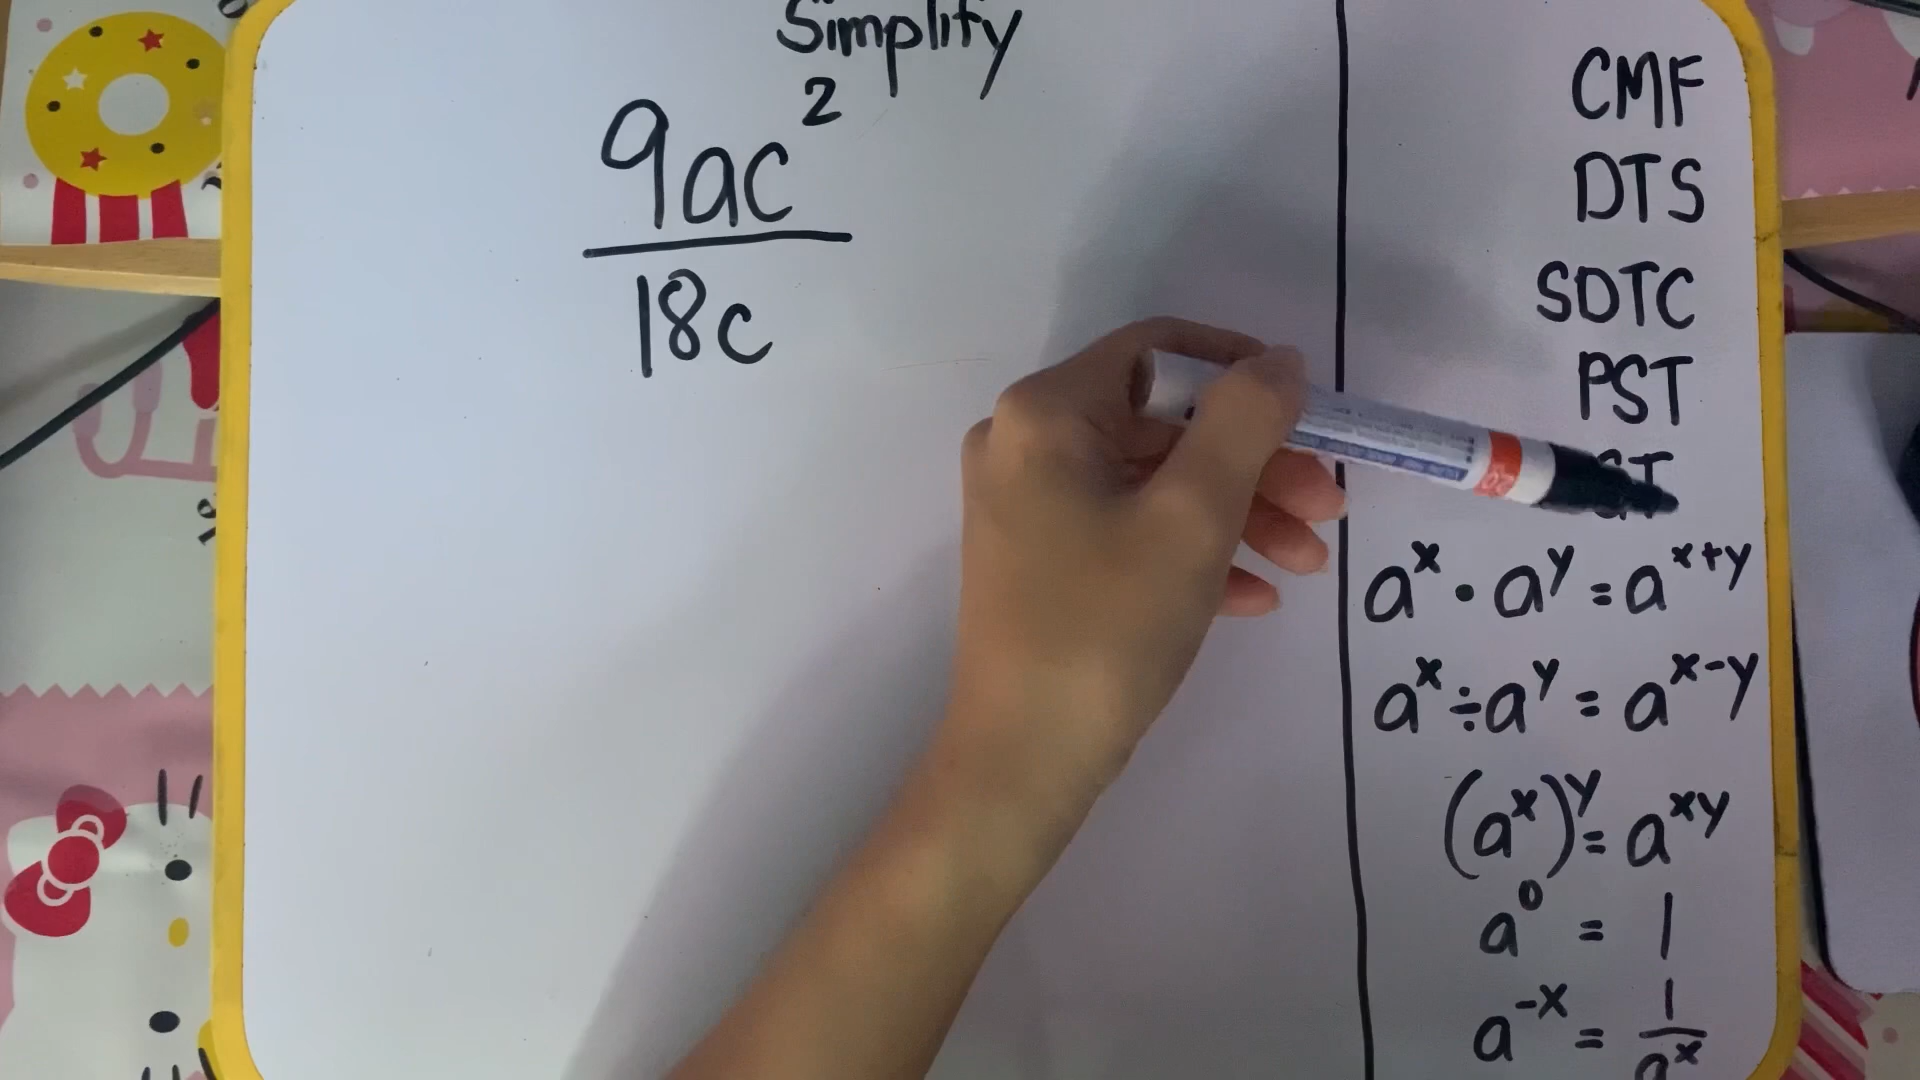 Simplify
9ac²
18c
CMF
DTS
SDTC
PST
aˣ · aʸ = aˣ⁺ʸ
aˣ ÷ aʸ = aˣ⁻ʸ
(aˣ)ʸ = aˣʸ
a⁰ = 1
a⁻ˣ = 1/aˣ